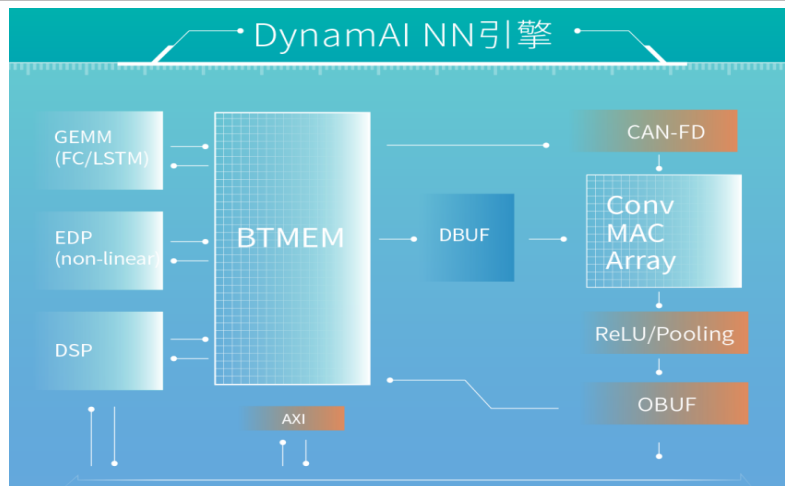 DynamAI NN引擎
GEMM
(FC/LSTM)
EDP
(non-linear)
DSP
BTMEM
AXI
DBUF
CAN-FD
Conv
MAC
Array
ReLU/Pooling
OBUF